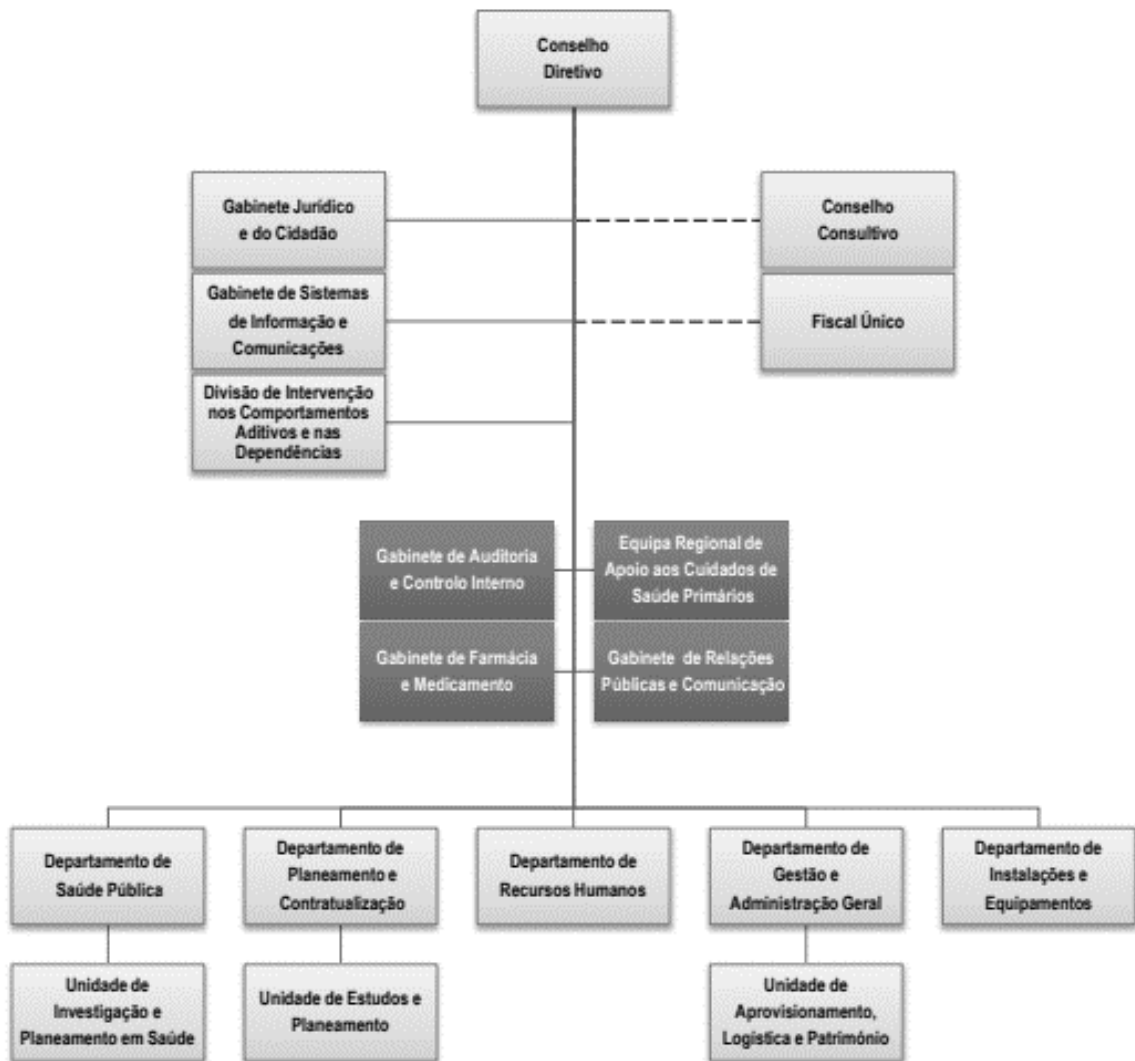 Conselho
Diretivo
Gabinete Jurídico
e do Cidadão
Conselho
Consultivo
Gabinete de Sistemas
de Informação e
Comunicações
Fiscal Único
Divisão de Intervenção
nos Comportamentos
Aditivos e nas
Dependências
Gabinete de Auditoria
e Controlo Interno
Equipa Regional de
Apoio aos Cuidados de
Saúde Primários
Gabinete de Farmácia
e Medicamento
Gabinete de Relações
Públicas e Comunicação
Departamento de
Saúde Pública
Departamento de
Planeamento e
Contratualização
Departamento de
Recursos Humanos
Departamento de
Gestão e
Administração Geral
Departamento de
Instalações e
Equipamentos
Unidade de
Investigação e
Planeamento em Saúde
Unidade de Estudos e
Planeamento
Unidade de
Aprovisionamento,
Logística e Património